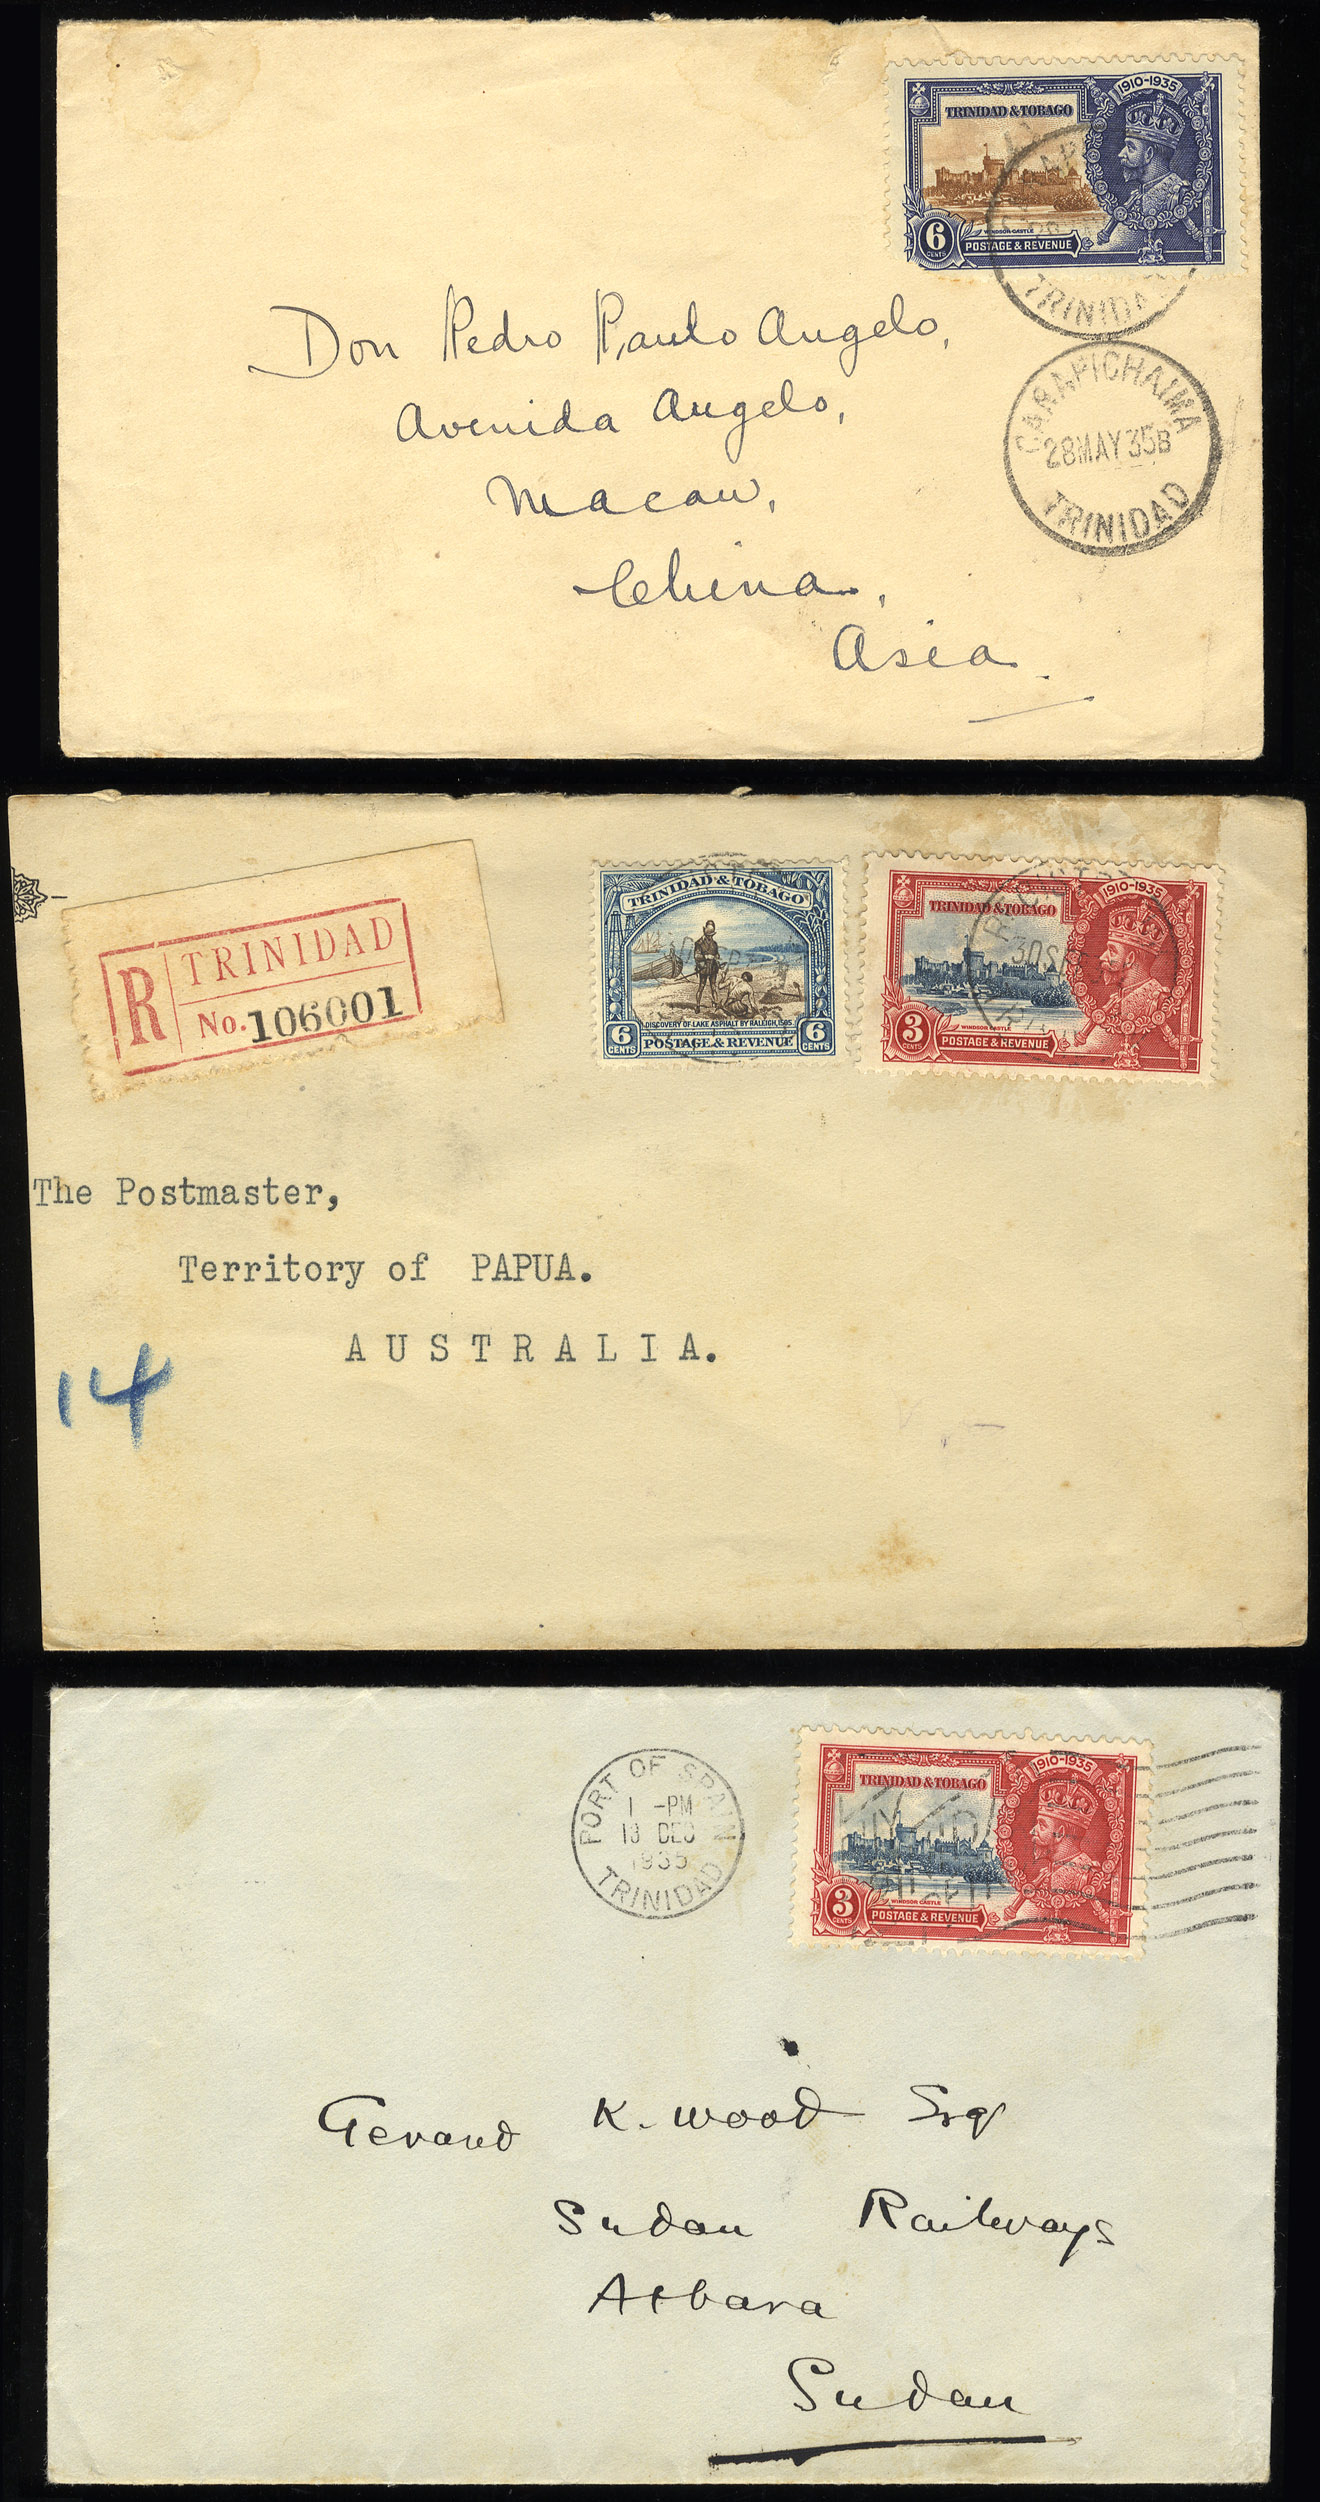 1910-1935
TRINIDAD & TOBAGO
WINDSOR CASTLE
6
CENTS
POSTAGE & REVENUE
TRINIDAD
Don Pedro Paulo Angelo,
Avenida Angelo,
Macau,
China,
Asia.
CARAPICHAIMA
28MAY35B
TRINIDAD
R
TRINIDAD
No. 106001
TRINIDAD & TOBAGO
DISCOVERY OF LAKE ASPHALT BY RALEIGH, 1595
6
CENTS
POSTAGE & REVENUE
6
CENTS
1910-1935
TRINIDAD & TOBAGO
30 SE
WINDSOR CASTLE
3
CENTS
POSTAGE & REVENUE
The Postmaster,
Territory of PAPUA.
AUSTRALIA.
14
PORT OF SPAIN
1 -PM
13 DEC
1935
TRINIDAD
1910-1935
TRINIDAD & TOBAGO
WINDSOR CASTLE
3
CENTS
POSTAGE & REVENUE
Gerard K. Wood Esq
Sudan Railways
Atbara
Sudan